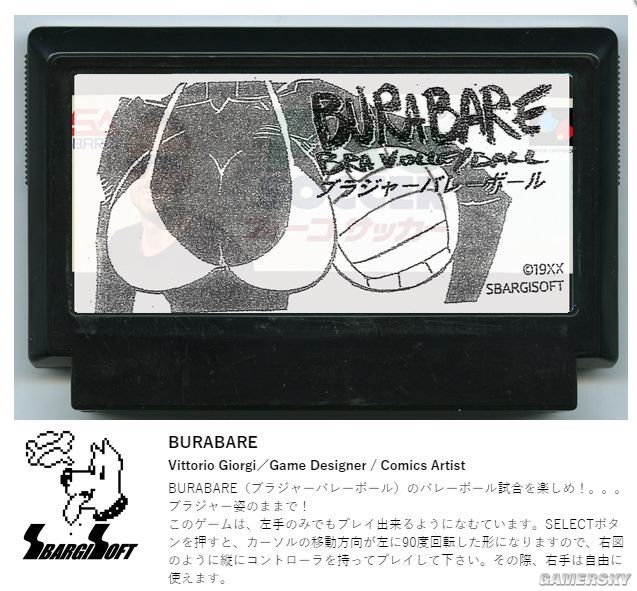 BURABARE
BRA VOLLEYBALL
ブラジャーバレーボール
©19XX
SBARGISOFT
SBARGISOFT
BURABARE
Vittorio Giorgi／Game Designer / Comics Artist
BURABARE（ブラジャーバレーボール）のバレーボール試合を楽しめ！。。。
ブラジャー姿のままで！
このゲームは、左手のみでもプレイ出来るようになむています。SELECTボタ
ンを押すと、カーソルの移動方向が左に90度回転した形になりますので、右図
のように縦にコントローラを持ってプレイして下さい。その際、右手は自由に
使えます。
GAMERSKY